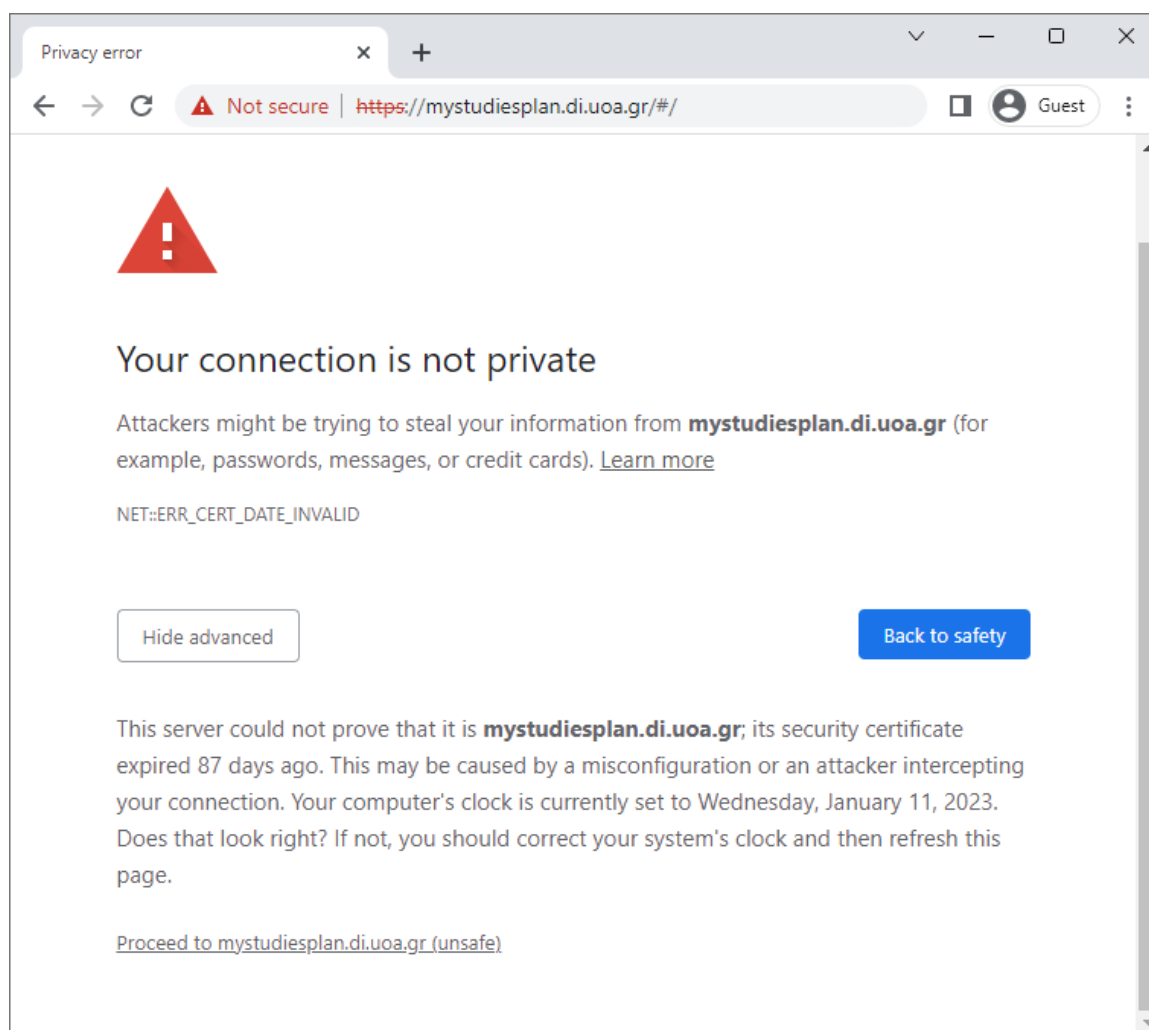 Privacy error
Not secure | https://mystudiesplan.di.uoa.gr/#/
Guest
Your connection is not private
Attackers might be trying to steal your information from mystudiesplan.di.uoa.gr (for
example, passwords, messages, or credit cards). Learn more
NET::ERR_CERT_DATE_INVALID
Hide advanced
Back to safety
This server could not prove that it is mystudiesplan.di.uoa.gr; its security certificate
expired 87 days ago. This may be caused by a misconfiguration or an attacker intercepting
your connection. Your computer's clock is currently set to Wednesday, January 11, 2023.
Does that look right? If not, you should correct your system's clock and then refresh this
page.
Proceed to mystudiesplan.di.uoa.gr (unsafe)